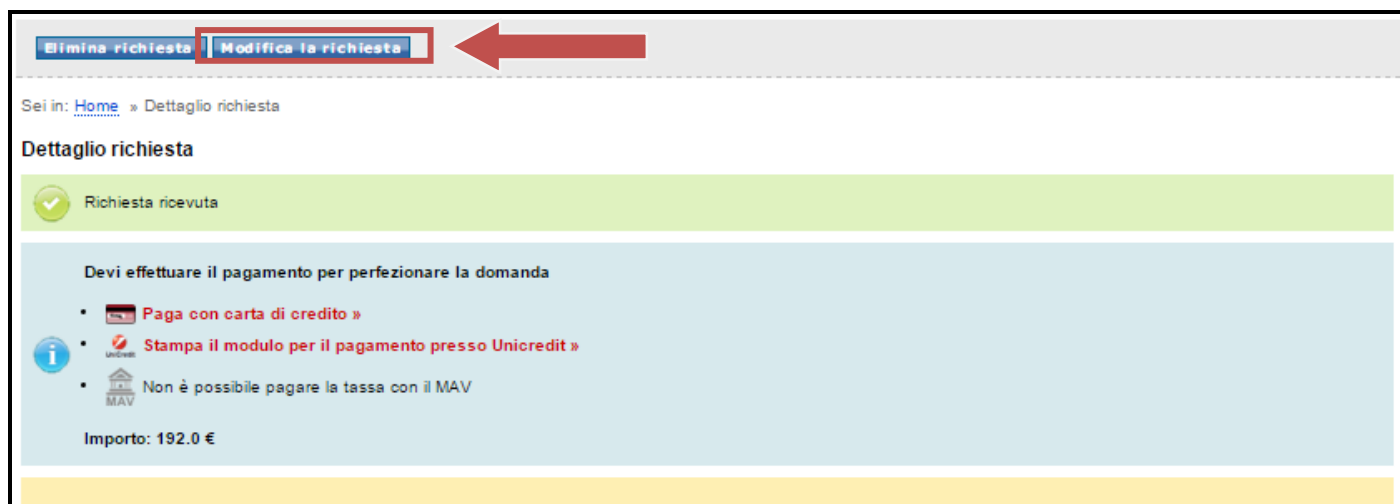 Elimina richiesta Modifica la richiesta
Sei in: Home » Dettaglio richiesta
Dettaglio richiesta
Richiesta ricevuta
Devi effettuare il pagamento per perfezionare la domanda
• Paga con carta di credito »
• UniCredit Stampa il modulo per il pagamento presso Unicredit »
• MAV Non è possibile pagare la tassa con il MAV
Importo: 192.0 €